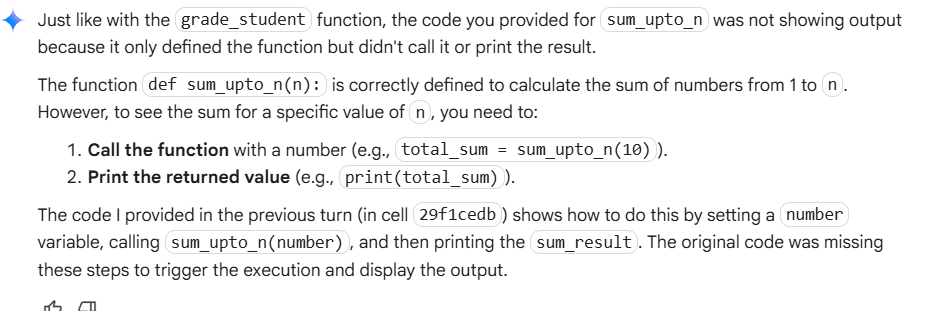 Just like with the grade_student function, the code you provided for sum_upto_n was not showing output
because it only defined the function but didn't call it or print the result.
The function def sum_upto_n(n): is correctly defined to calculate the sum of numbers from 1 to n.
However, to see the sum for a specific value of n, you need to:
1. Call the function with a number (e.g., total_sum = sum_upto_n(10)).
2. Print the returned value (e.g., print(total_sum)).
The code I provided in the previous turn (in cell 29f1cedb) shows how to do this by setting a number
variable, calling sum_upto_n(number), and then printing the sum_result. The original code was missing
these steps to trigger the execution and display the output.